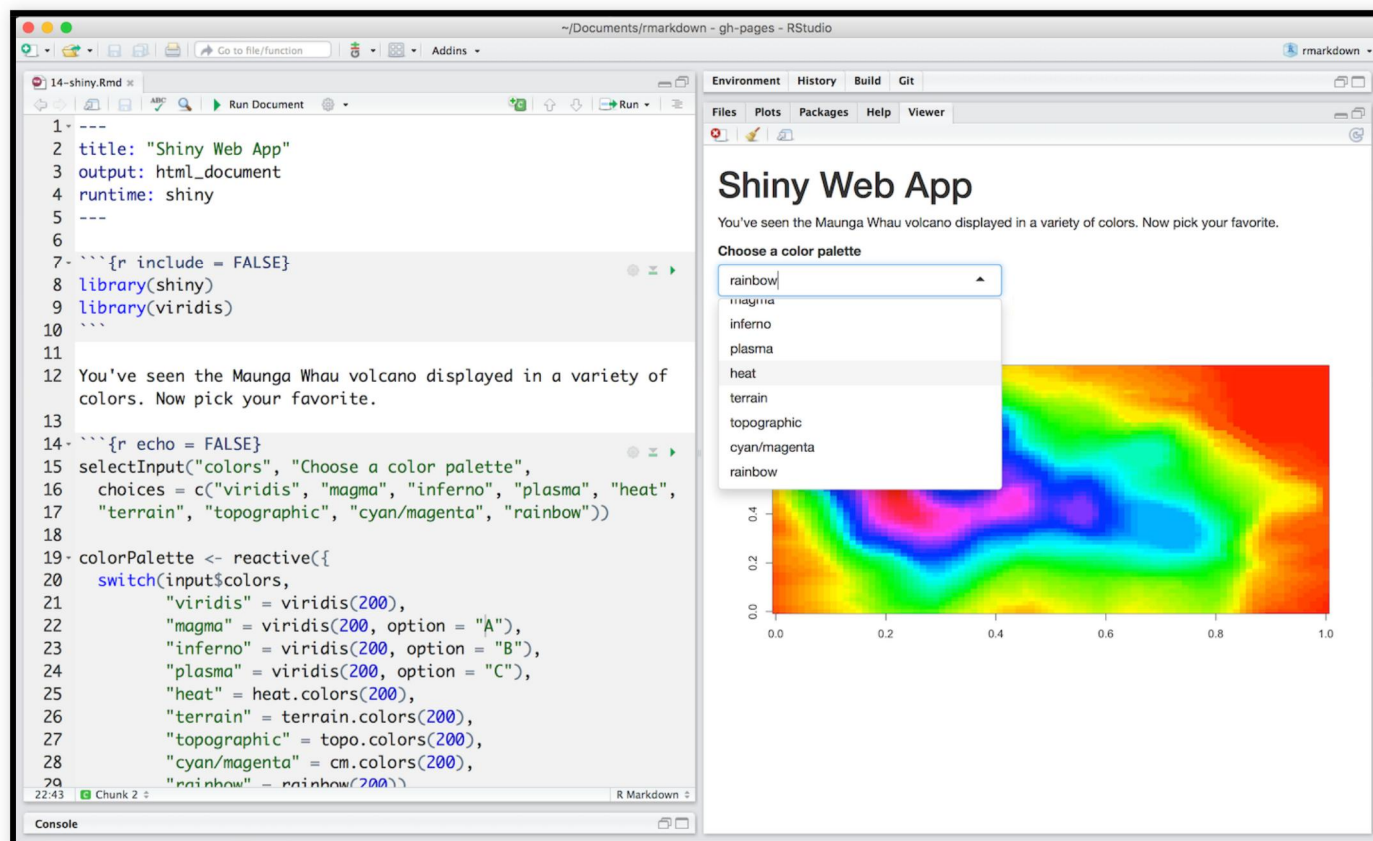 ~/Documents/rmarkdown - gh-pages - RStudio
Go to file/function
Addins
rmarkdown
14-shiny.Rmd
ABC
Run Document
Run
1 ---
2 title: "Shiny Web App"
3 output: html_document
4 runtime: shiny
5 ---
6
7 ```{r include = FALSE}
8 library(shiny)
9 library(viridis)
10 ```
11
12 You've seen the Maunga Whau volcano displayed in a variety of
colors. Now pick your favorite.
13
14 ```{r echo = FALSE}
15 selectInput("colors", "Choose a color palette",
16 choices = c("viridis", "magma", "inferno", "plasma", "heat",
17 "terrain", "topographic", "cyan/magenta", "rainbow"))
18
19 colorPalette <- reactive({
20 switch(input$colors,
21 "viridis" = viridis(200),
22 "magma" = viridis(200, option = "A"),
23 "inferno" = viridis(200, option = "B"),
24 "plasma" = viridis(200, option = "C"),
25 "heat" = heat.colors(200),
26 "terrain" = terrain.colors(200),
27 "topographic" = topo.colors(200),
28 "cyan/magenta" = cm.colors(200),
29 "rainbow" = rainbow(200))
22:43 Chunk 2 R Markdown
Console
Environment History Build Git
Files Plots Packages Help Viewer
Shiny Web App
You've seen the Maunga Whau volcano displayed in a variety of colors. Now pick your favorite.
Choose a color palette
rainbow
magma
inferno
plasma
heat
terrain
topographic
cyan/magenta
rainbow
0.4
0.2
0.0
0.0 0.2 0.4 0.6 0.8 1.0